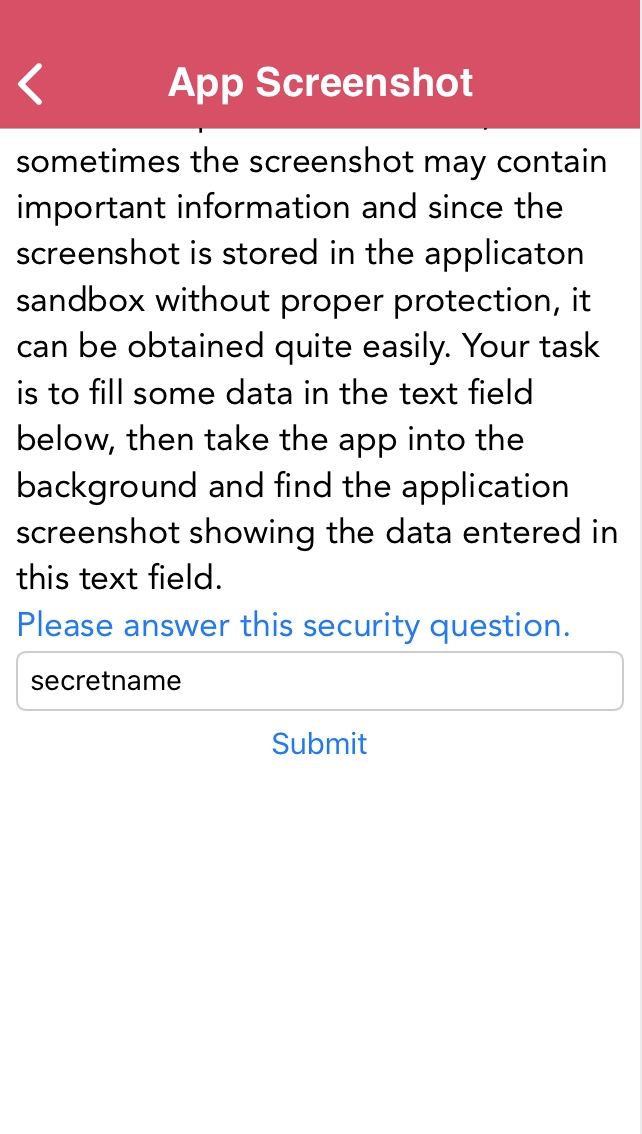 App Screenshot
sometimes the screenshot may contain
important information and since the
screenshot is stored in the applicaton
sandbox without proper protection, it
can be obtained quite easily. Your task
is to fill some data in the text field
below, then take the app into the
background and find the application
screenshot showing the data entered in
this text field.
Please answer this security question.
secretname
Submit